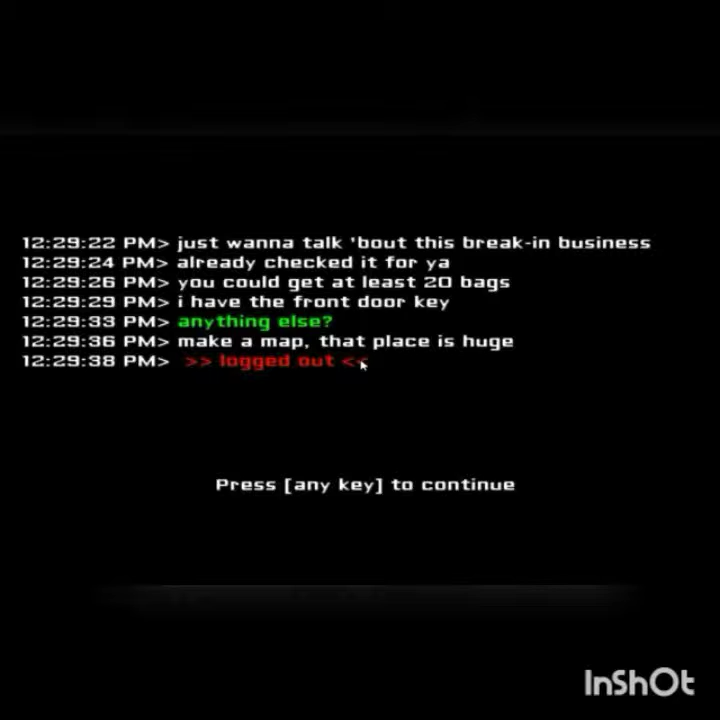 12:29:22 PM> just wanna talk 'bout this break-in business
12:29:24 PM> already checked it for ya
12:29:26 PM> you could get at least 20 bags
12:29:29 PM> i have the front door key
12:29:33 PM> anything else?
12:29:36 PM> make a map, that place is huge
12:29:38 PM> >> logged out <<
Press [any key] to continue
InShOt